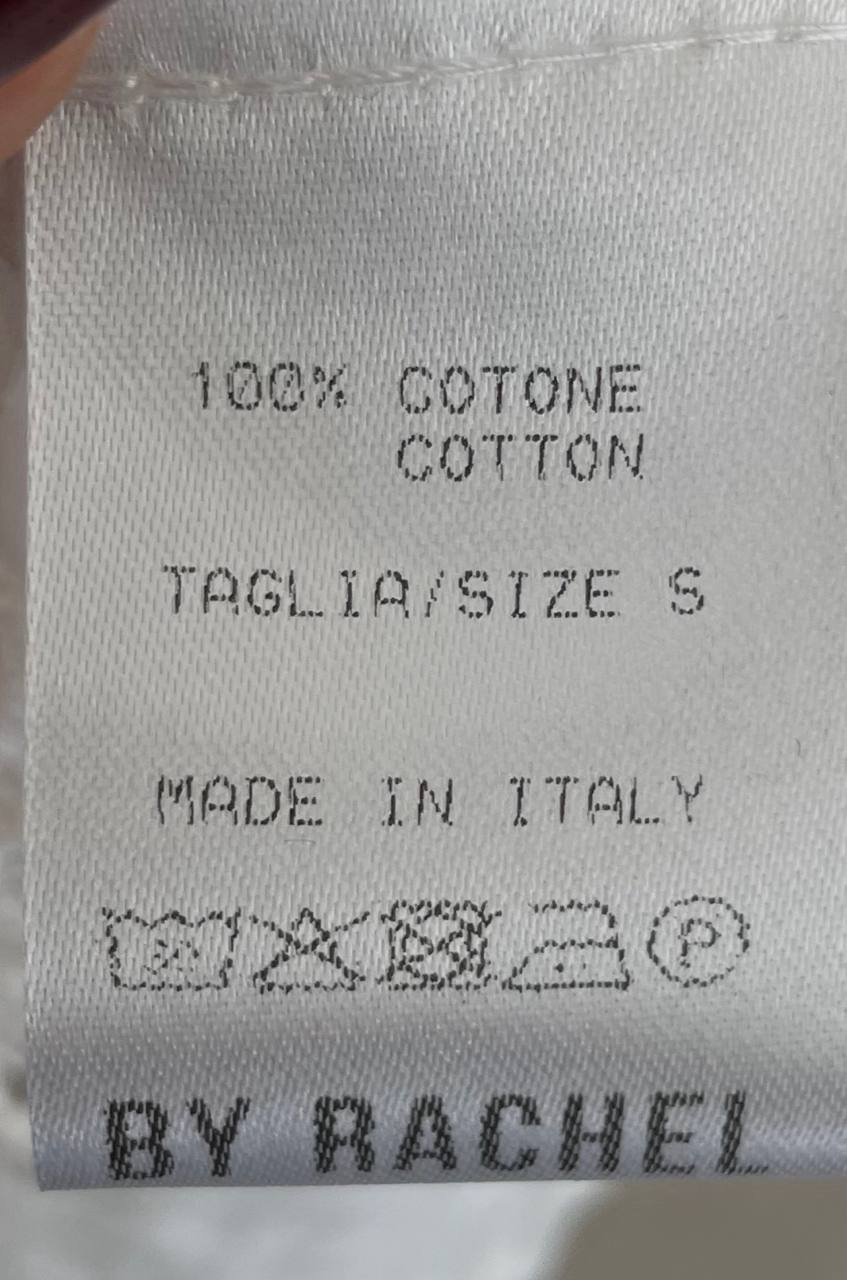 100% COTONE
COTTON
TAGLIA/SIZE S
MADE IN ITALY
P
BY RACHEL